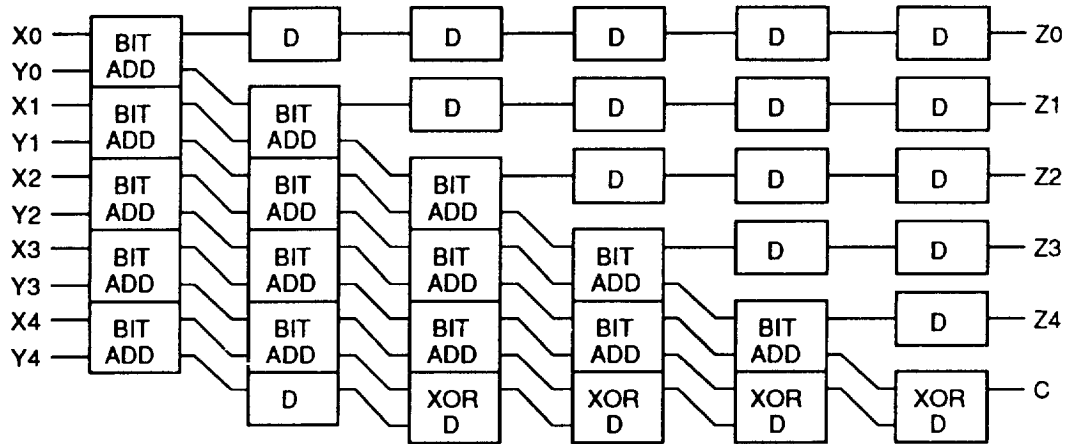 X0 BIT ADD D D D D D Z0
Y0
X1 BIT ADD BIT ADD D D D D Z1
Y1
X2 BIT ADD BIT ADD BIT ADD D D D Z2
Y2
X3 BIT ADD BIT ADD BIT ADD BIT ADD D D Z3
Y3
X4 BIT ADD BIT ADD BIT ADD BIT ADD BIT ADD D Z4
Y4
D XOR D XOR D XOR D XOR D C